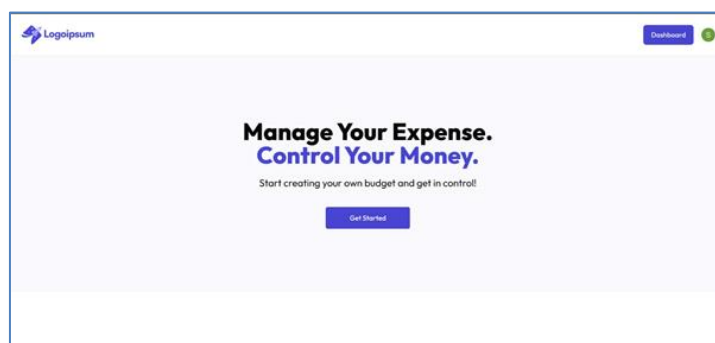 Logoipsum
Dashboard
S
Manage Your Expense.
Control Your Money.
Start creating your own budget and get in control!
Get Started